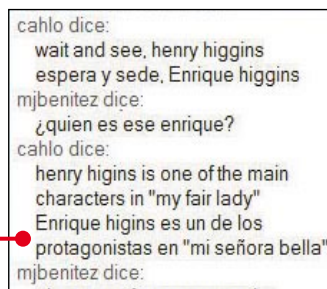 cahlo dice:
wait and see, henry higgins
espera y sede, Enrique higgins
mjbenitez dice:
¿quien es ese enrique?
cahlo dice:
henry higins is one of the main
characters in "my fair lady"
Enrique higins es un de los
protagonistas en "mi señora bella"
mjbenitez dice: